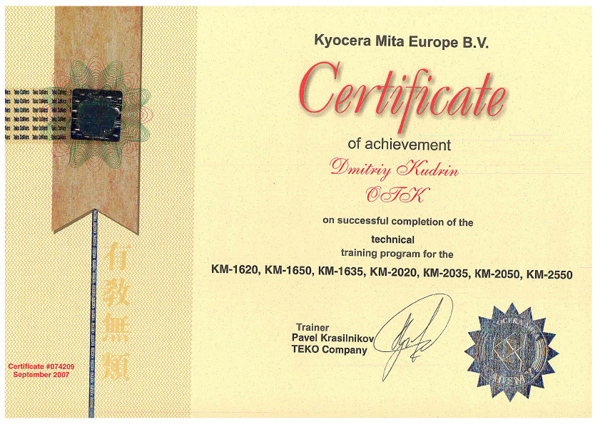 Kyocera Mita Europe B.V.
Certificate
of achievement
Dmitriy Kudrin
OTK
on successful completion of the
technical
training program for the
KM-1620, KM-1650, KM-1635, KM-2020, KM-2035, KM-2050, KM-2550
Trainer
Pavel Krasilnikov
TEKO Company
有教無類
Certificate #074209
September 2007